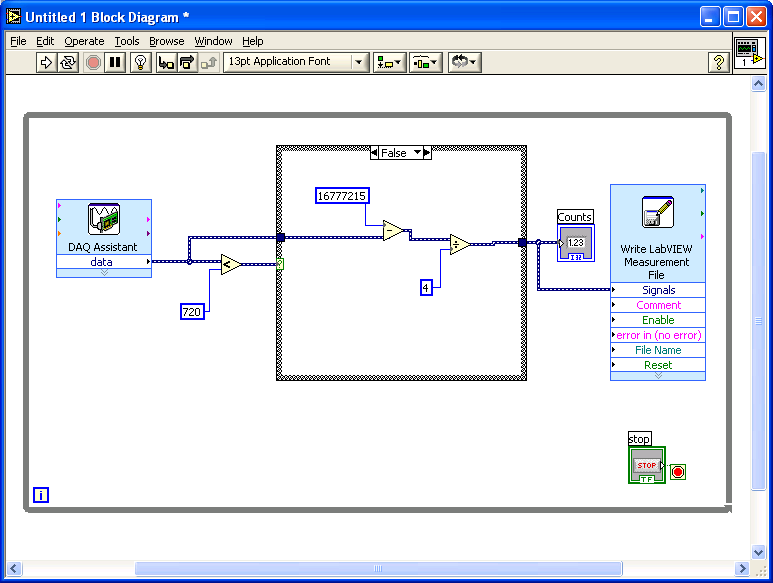 Untitled 1 Block Diagram *
File Edit Operate Tools Browse Window Help
13pt Application Font
?
1
False
16777215
DAQ Assistant
data
720
<
?
−
÷
4
Counts
1.23
I32
Write LabVIEW
Measurement
File
Signals
Comment
Enable
error in (no error)
File Name
Reset
stop
STOP
TF
i